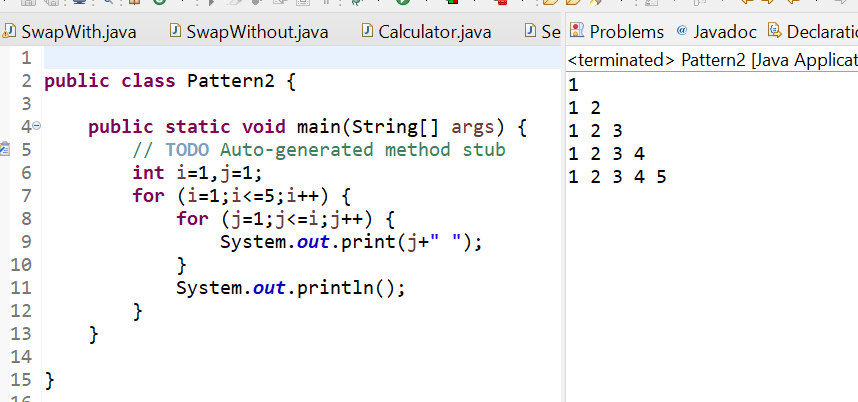 SwapWith.java SwapWithout.java Calculator.java Se
1
2 public class Pattern2 {
3
4 public static void main(String[] args) {
5 // TODO Auto-generated method stub
6 int i=1,j=1;
7 for (i=1;i<=5;i++) {
8 for (j=1;j<=i;j++) {
9 System.out.print(j+" ");
10 }
11 System.out.println();
12 }
13 }
14
15 }
Problems @ Javadoc Declaratio
<terminated> Pattern2 [Java Applicat
1
1 2
1 2 3
1 2 3 4
1 2 3 4 5